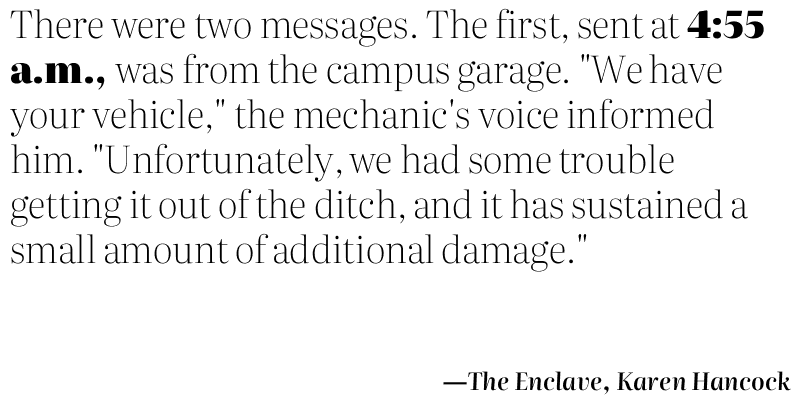 There were two messages. The first, sent at 4:55
a.m., was from the campus garage. "We have
your vehicle," the mechanic's voice informed
him. "Unfortunately, we had some trouble
getting it out of the ditch, and it has sustained a
small amount of additional damage."
—The Enclave, Karen Hancock